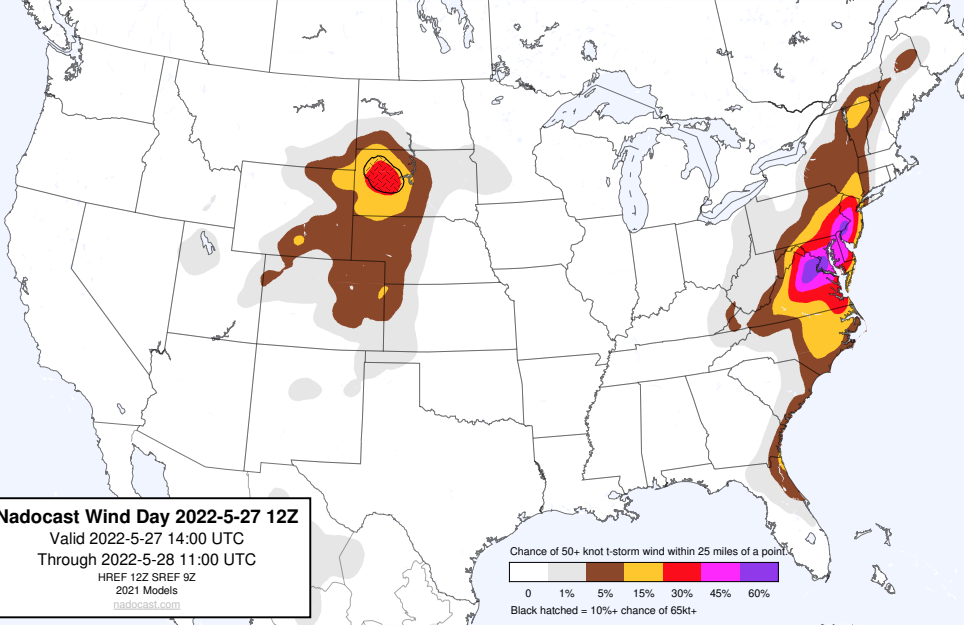 Nadocast Wind Day 2022-5-27 12Z
Valid 2022-5-27 14:00 UTC
Through 2022-5-28 11:00 UTC
HREF 12Z SREF 9Z
2021 Models
nadocast.com
Chance of 50+ knot t-storm wind within 25 miles of a point.
0 1% 5% 15% 30% 45% 60%
Black hatched = 10%+ chance of 65kt+